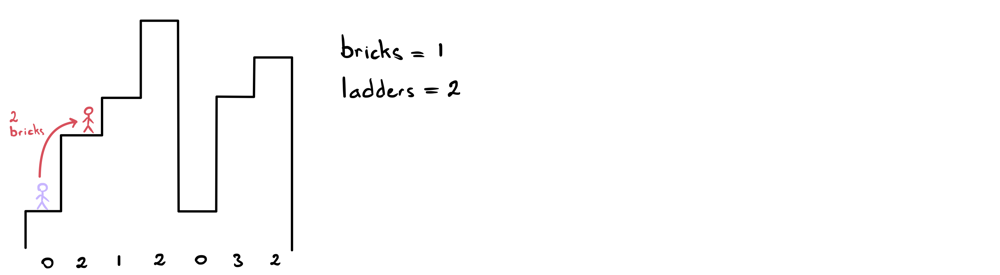 bricks = 1
ladders = 2
2
bricks
0 2 1 2 0 3 2